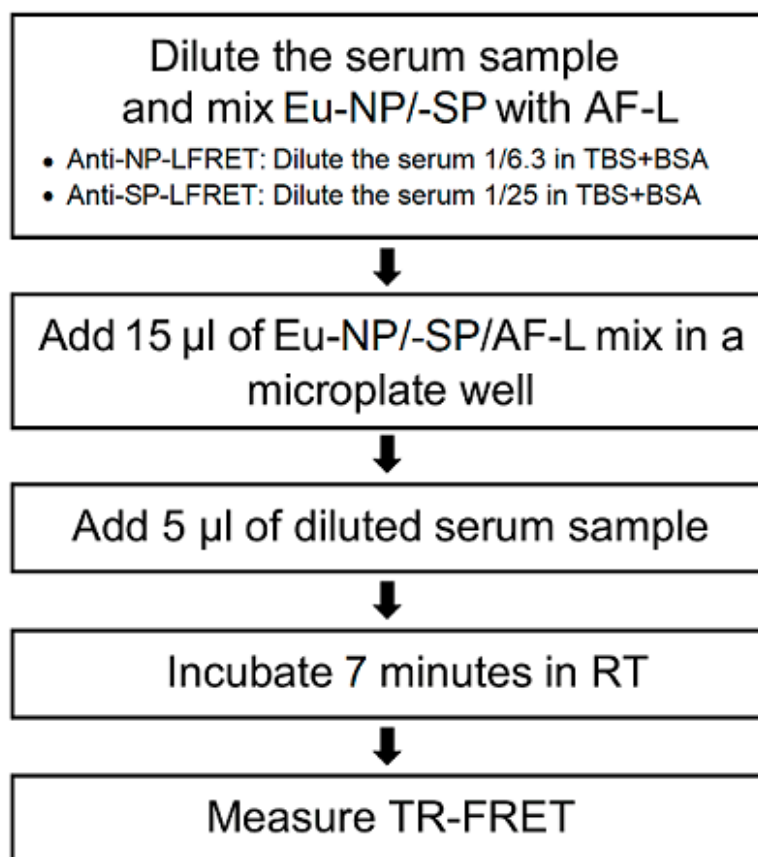 Dilute the serum sample
and mix Eu-NP/-SP with AF-L
• Anti-NP-LFRET: Dilute the serum 1/6.3 in TBS+BSA
• Anti-SP-LFRET: Dilute the serum 1/25 in TBS+BSA
Add 15 µl of Eu-NP/-SP/AF-L mix in a
microplate well
Add 5 µl of diluted serum sample
Incubate 7 minutes in RT
Measure TR-FRET